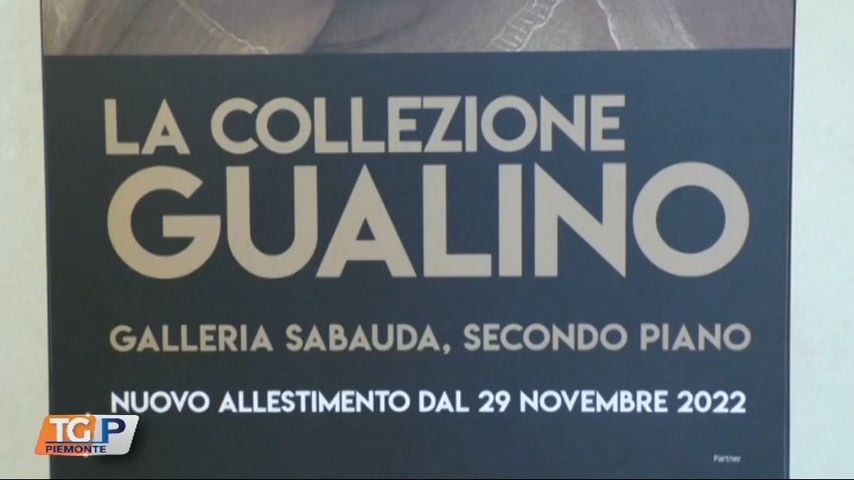 LA COLLEZIONE
GUALINO
GALLERIA SABAUDA, SECONDO PIANO
NUOVO ALLESTIMENTO DAL 29 NOVEMBRE 2022
Partner
TGP
PIEMONTE